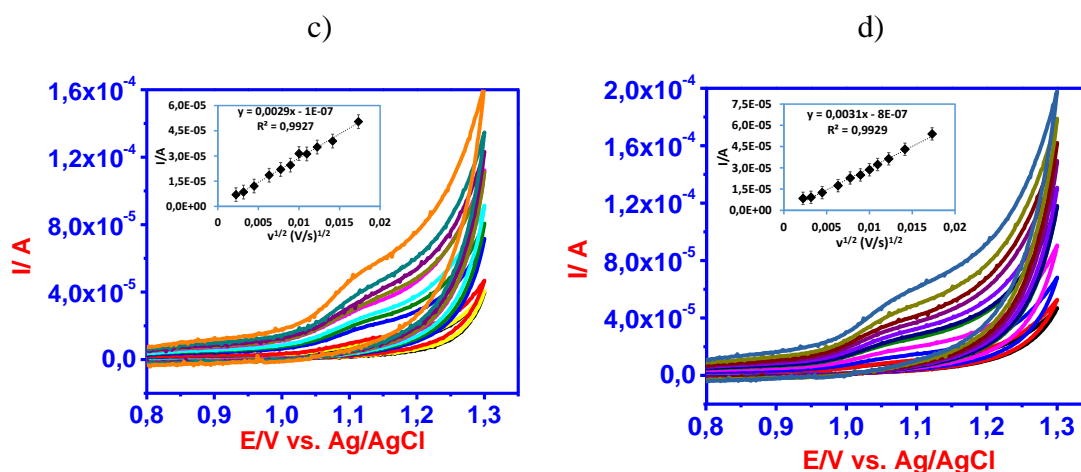 c)
d)
1,6x10⁻⁴
1,2x10⁻⁴
8,0x10⁻⁵
4,0x10⁻⁵
0,0
I/ A
0,8 0,9 1,0 1,1 1,2 1,3
E/V vs. Ag/AgCl
6,0E-05
4,5E-05
3,0E-05
1,5E-05
0,0E+00
I/A
y = 0,0029x - 1E-07
R² = 0,9927
0 0,005 0,01 0,015 0,02
v¹/² (V/s)¹/²
2,0x10⁻⁴
1,6x10⁻⁴
1,2x10⁻⁴
8,0x10⁻⁵
4,0x10⁻⁵
0,0
I/ A
0,8 0,9 1,0 1,1 1,2 1,3
E/V vs. Ag/AgCl
7,5E-05
6,0E-05
4,5E-05
3,0E-05
1,5E-05
0,0E+00
I/A
y = 0,0031x - 8E-07
R² = 0,9929
0 0,005 0,01 0,015 0,02
v¹/² (V/s)¹/²